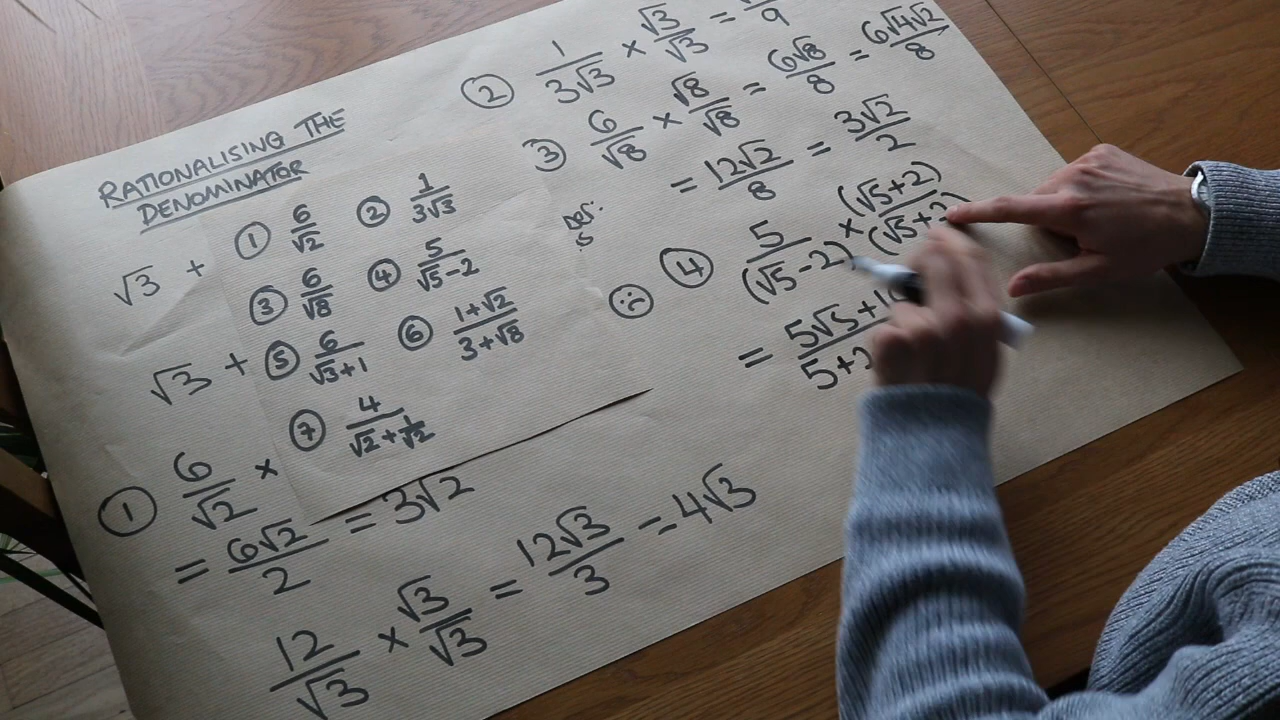 RATIONALISING THE
DENOMINATOR
√3 +
① 6/√2 ② 1/3√3
③ 6/√8 ④ 5/√5-2
√3 +
⑤ 6/√3+1 ⑥ 1+√2/3+√8
⑦ 4/√2+1/√2
① 6/√2 ×
= 6√2/2 = 3√2
12/√3 × √3/√3 = 12√3/3 = 4√3
② 1/3√3 × √3/√3 = /9
③ 6/√8 × √8/√8 = 6√8/8 = 6√4√2/8
= 12√2/8 = 3√2/2
④ 5/(√5-2) × (√5+2)/(√5+2)
= 5√5+10/5+2